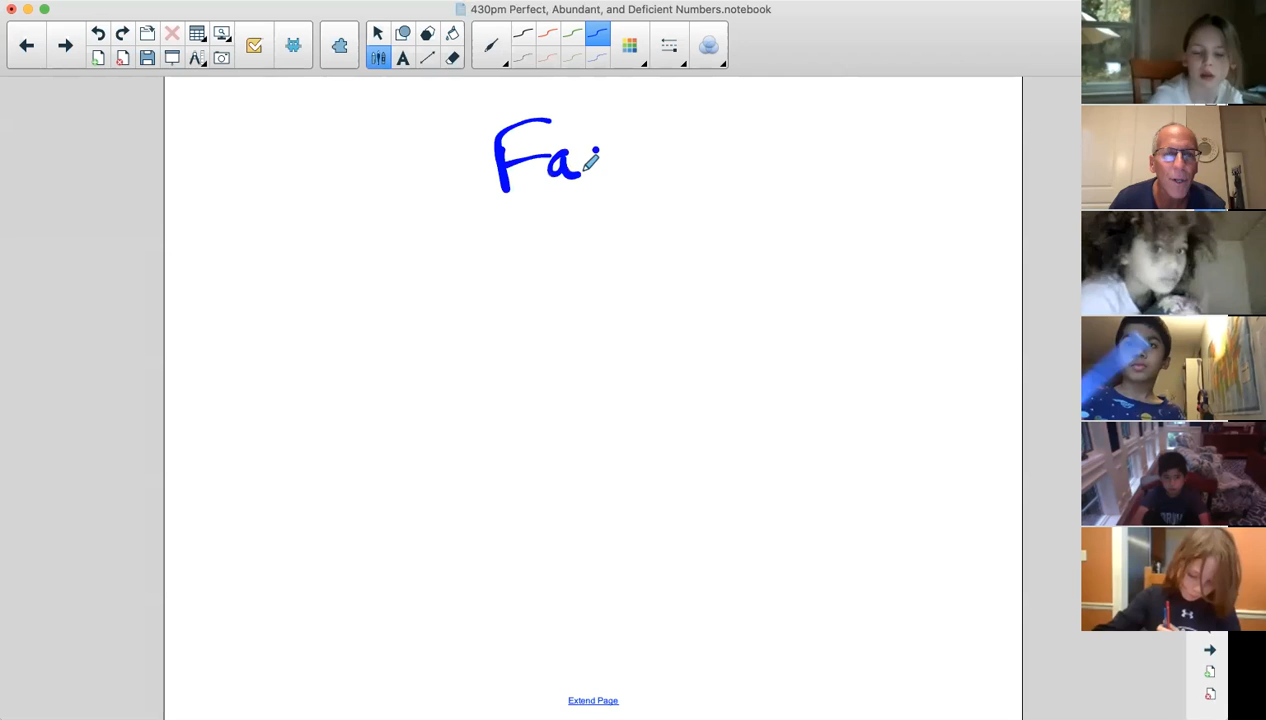 430pm Perfect, Abundant, and Deficient Numbers.notebook
A
Fa
Extend Page